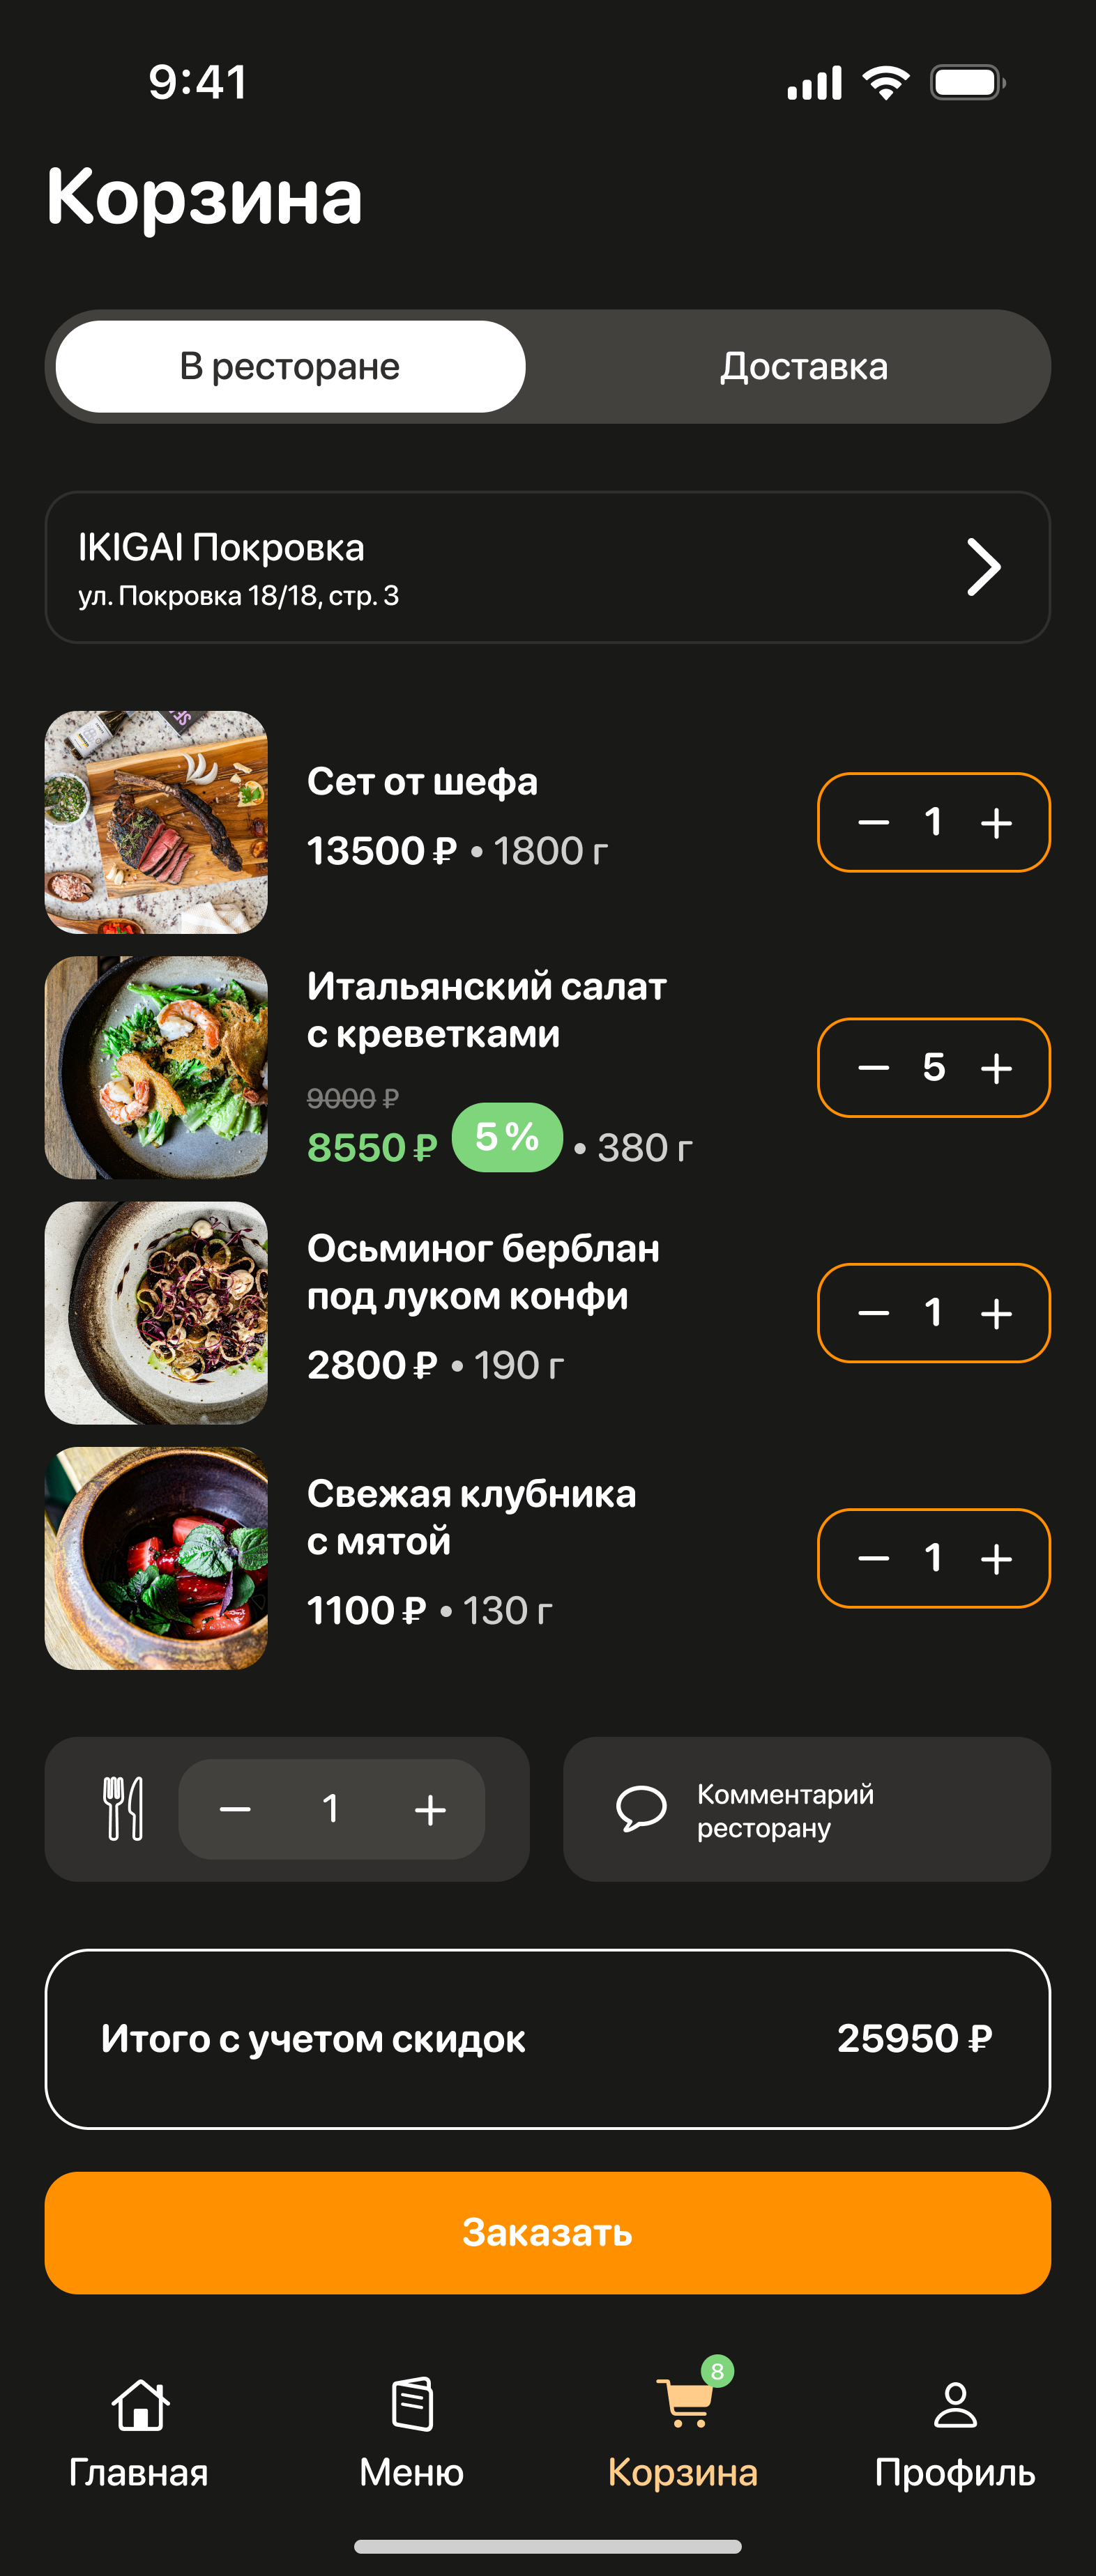 9:41
Корзина
В ресторане
Доставка
IKIGAI Покровка
ул. Покровка 18/18, стр. 3
Сет от шефа
13500 ₽ • 1800 г
1
Итальянский салат
с креветками
9000 ₽
8550 ₽ 5 % • 380 г
5
Осьминог берблан
под луком конфи
2800 ₽ • 190 г
1
Свежая клубника
с мятой
1100 ₽ • 130 г
1
1
Комментарий
ресторану
Итого с учетом скидок
25950 ₽
Заказать
8
Главная
Меню
Корзина
Профиль